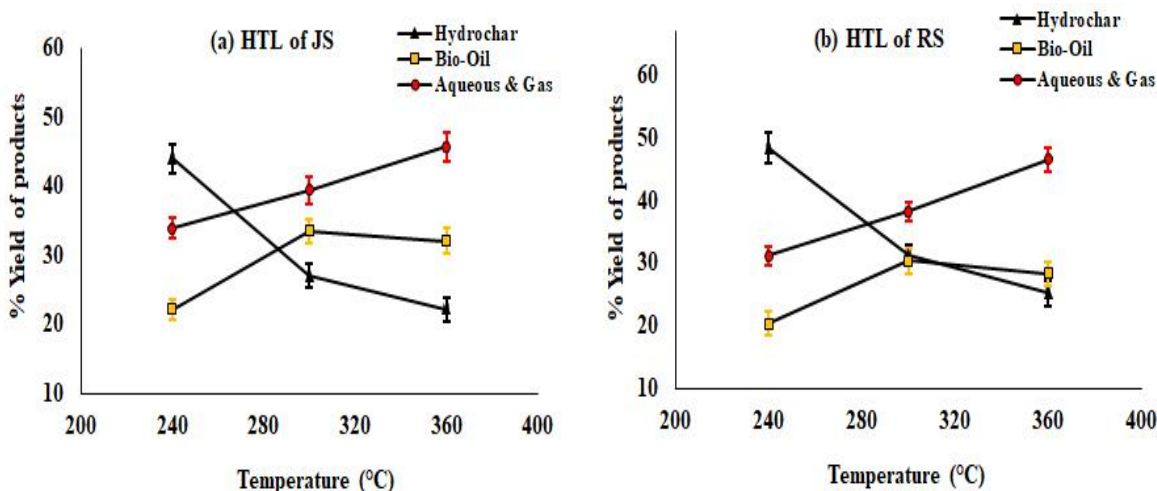 (a) HTL of JS
Hydrochar
Bio-Oil
Aqueous & Gas
% Yield of products
60
50
40
30
20
10
200 240 280 320 360 400
Temperature (°C)
(b) HTL of RS
Hydrochar
Bio-Oil
Aqueous & Gas
% Yield of products
60
50
40
30
20
10
200 240 280 320 360 400
Temperature (°C)